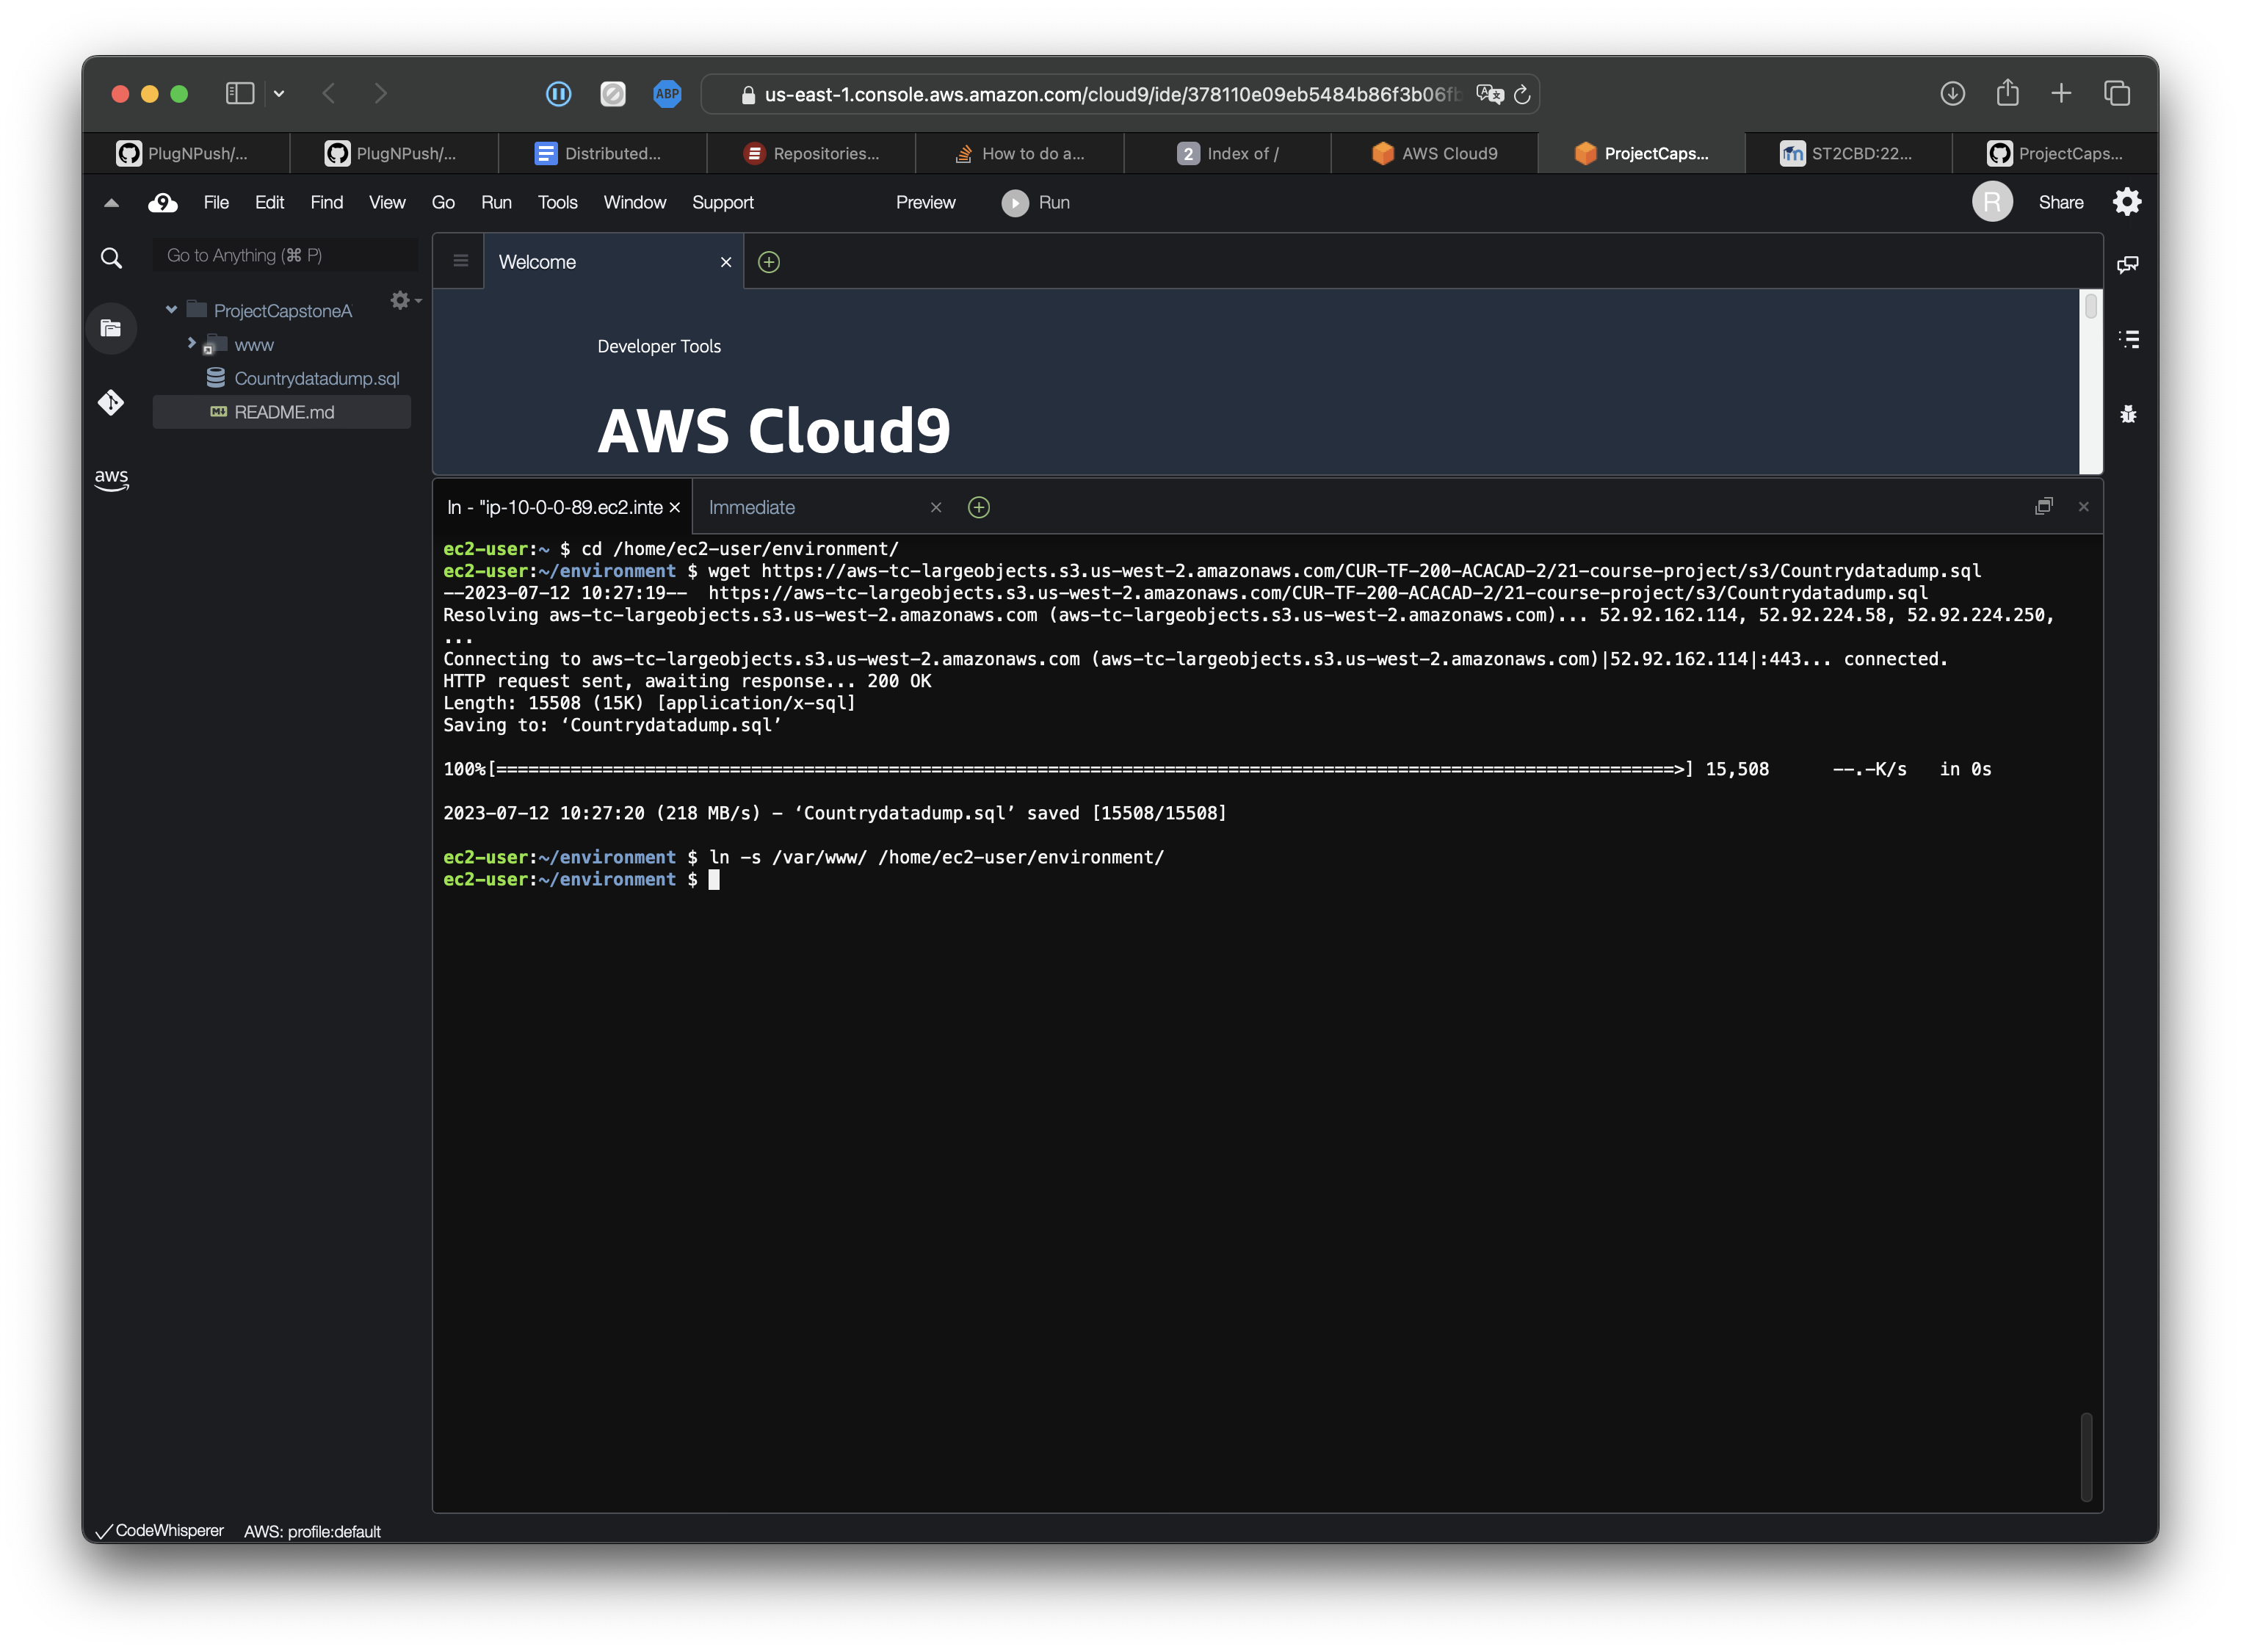 ABP
us-east-1.console.aws.amazon.com/cloud9/ide/378110e09eb5484b86f3b06fb
PlugNPush/...
PlugNPush/...
Distributed...
Repositories...
How to do a...
2 Index of /
AWS Cloud9
ProjectCaps...
ST2CBD:22...
ProjectCaps...
9 File Edit Find View Go Run Tools Window Support Preview Run R Share
Go to Anything (⌘ P)
Welcome
ProjectCapstoneA
www
Countrydatadump.sql
README.md
aws
Developer Tools
AWS Cloud9
ln - "ip-10-0-0-89.ec2.inte
Immediate
ec2-user:~ $ cd /home/ec2-user/environment/
ec2-user:~/environment $ wget https://aws-tc-largeobjects.s3.us-west-2.amazonaws.com/CUR-TF-200-ACACAD-2/21-course-project/s3/Countrydatadump.sql
--2023-07-12 10:27:19--  https://aws-tc-largeobjects.s3.us-west-2.amazonaws.com/CUR-TF-200-ACACAD-2/21-course-project/s3/Countrydatadump.sql
Resolving aws-tc-largeobjects.s3.us-west-2.amazonaws.com (aws-tc-largeobjects.s3.us-west-2.amazonaws.com)... 52.92.162.114, 52.92.224.58, 52.92.224.250,
...
Connecting to aws-tc-largeobjects.s3.us-west-2.amazonaws.com (aws-tc-largeobjects.s3.us-west-2.amazonaws.com)|52.92.162.114|:443... connected.
HTTP request sent, awaiting response... 200 OK
Length: 15508 (15K) [application/x-sql]
Saving to: ‘Countrydatadump.sql’
100%[===============================================================================================================>] 15,508      --.-K/s   in 0s
2023-07-12 10:27:20 (218 MB/s) - ‘Countrydatadump.sql’ saved [15508/15508]
ec2-user:~/environment $ ln -s /var/www/ /home/ec2-user/environment/
ec2-user:~/environment $
CodeWhisperer AWS: profile:default